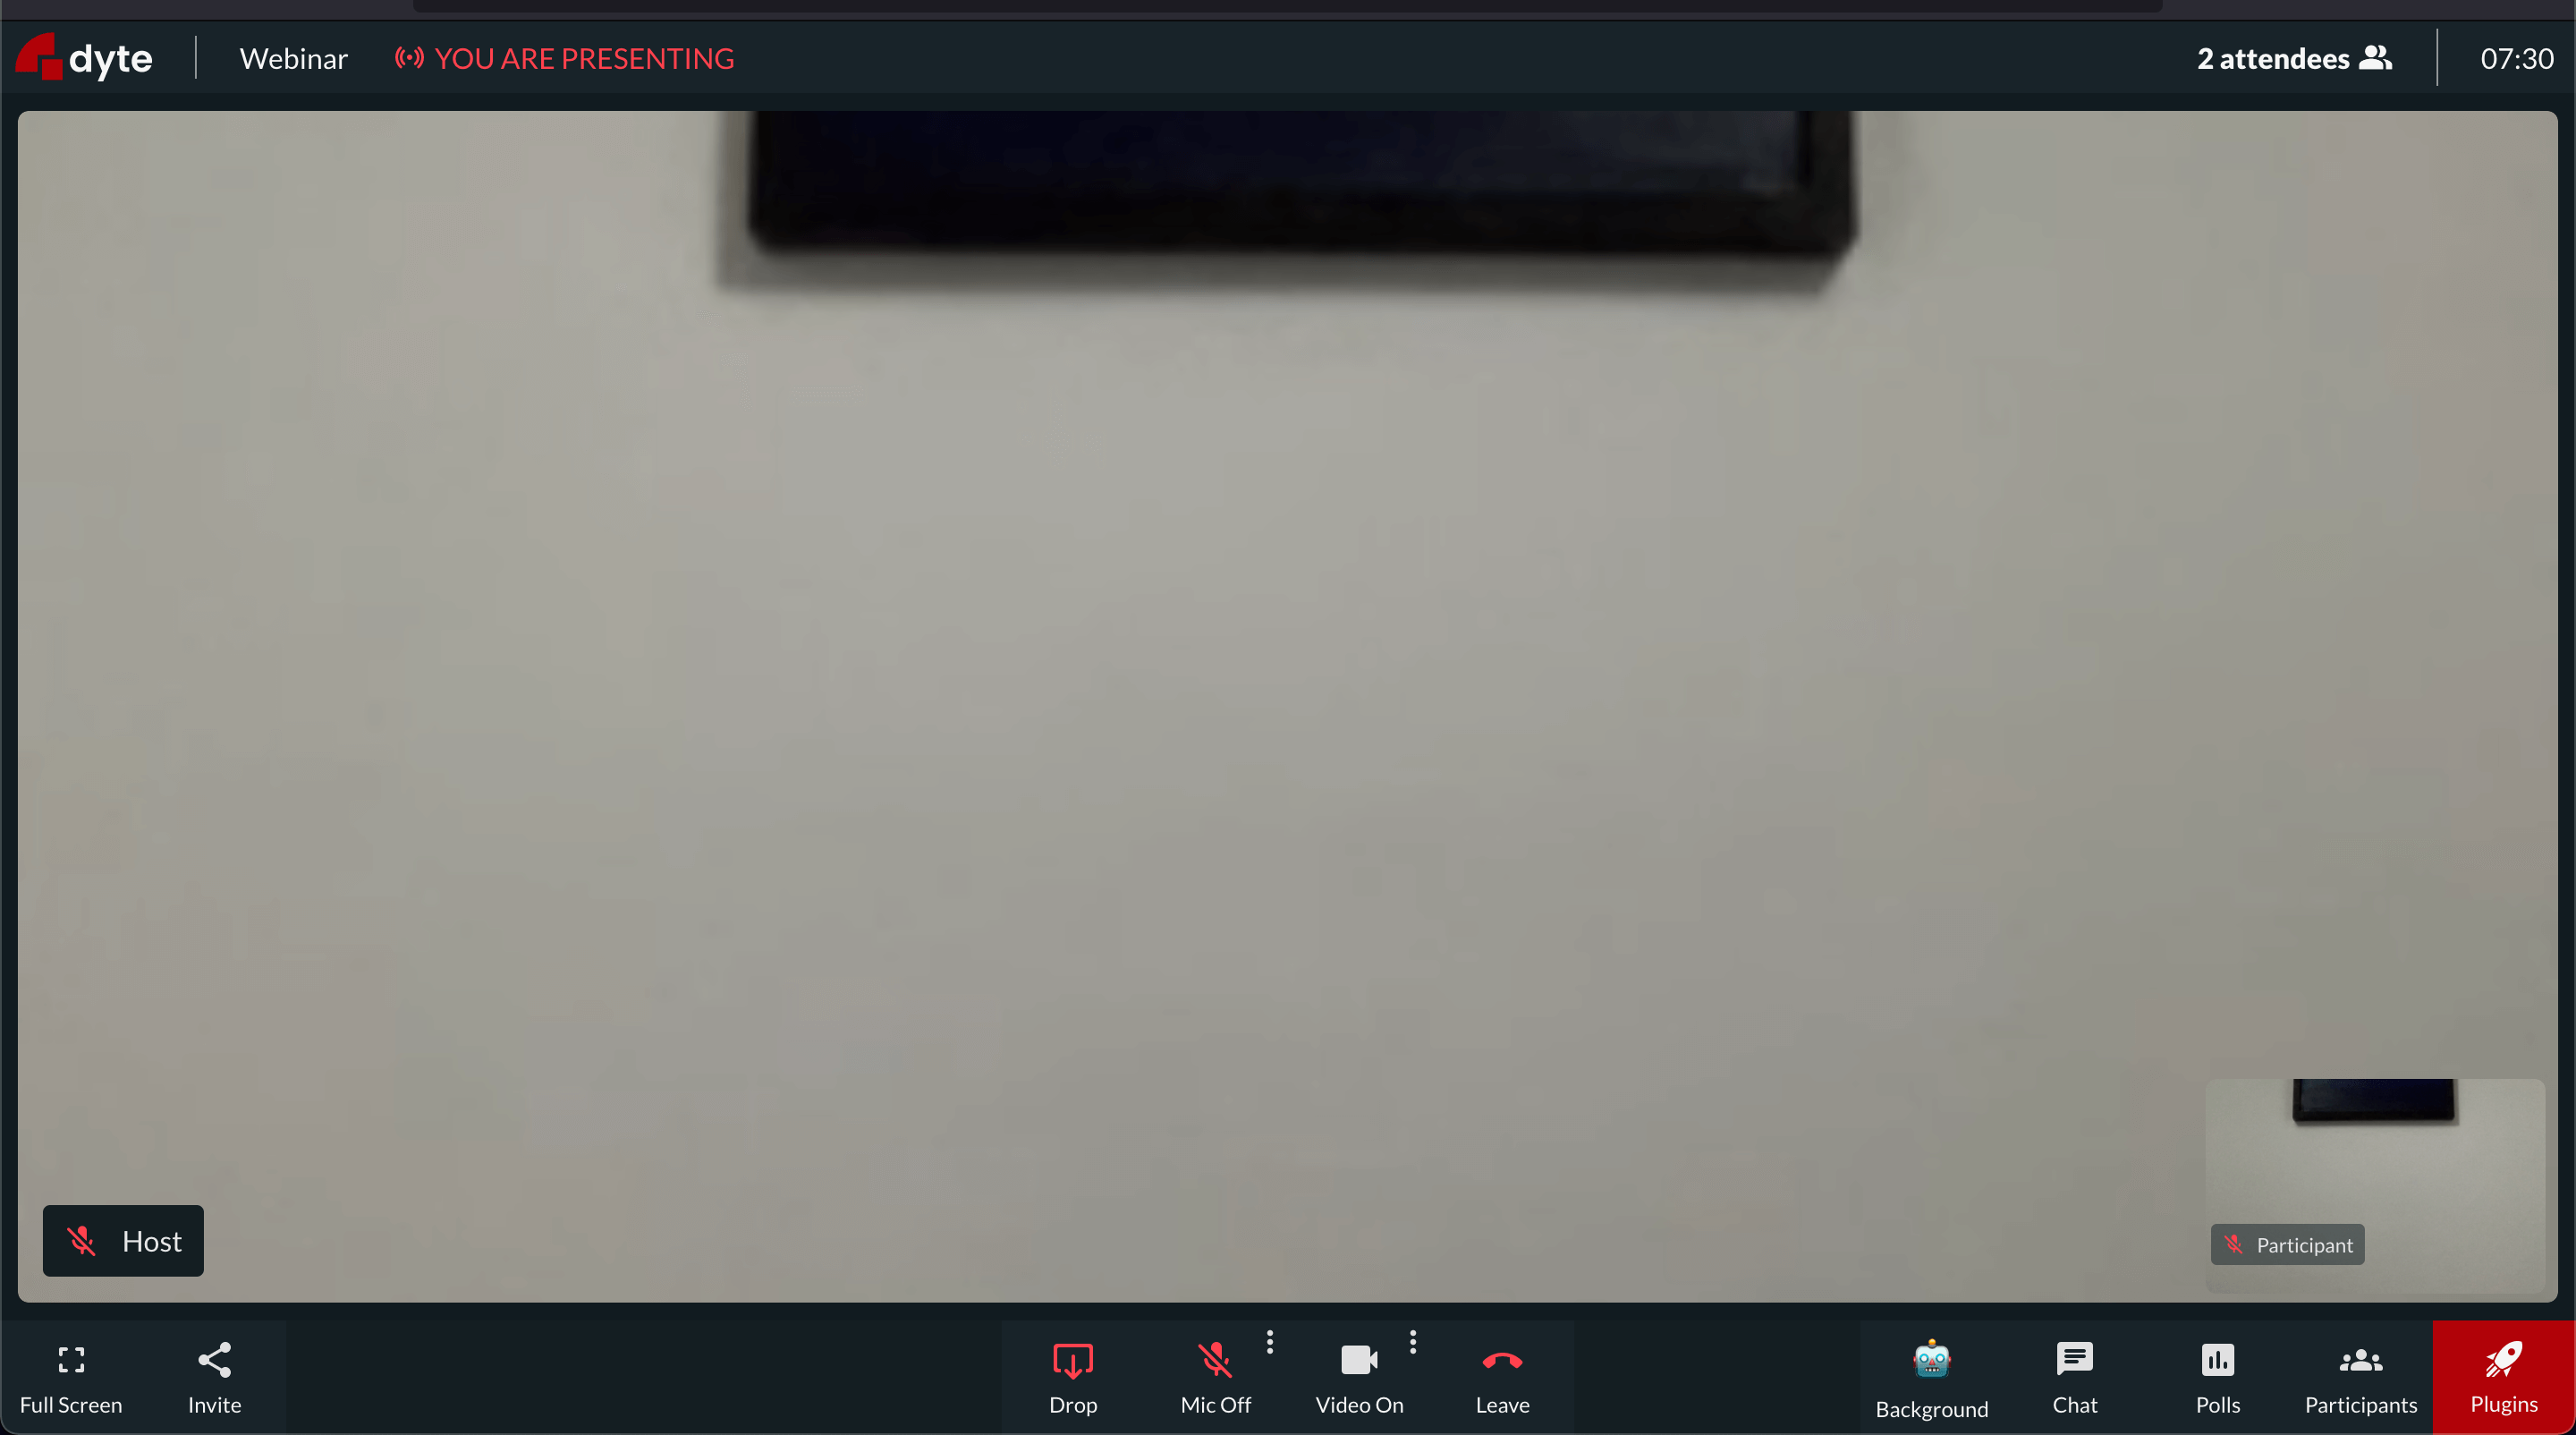 dyte
Webinar
YOU ARE PRESENTING
2 attendees
07:30
Host
Participant
Full Screen
Invite
Drop
Mic Off
Video On
Leave
Background
Chat
Polls
Participants
Plugins